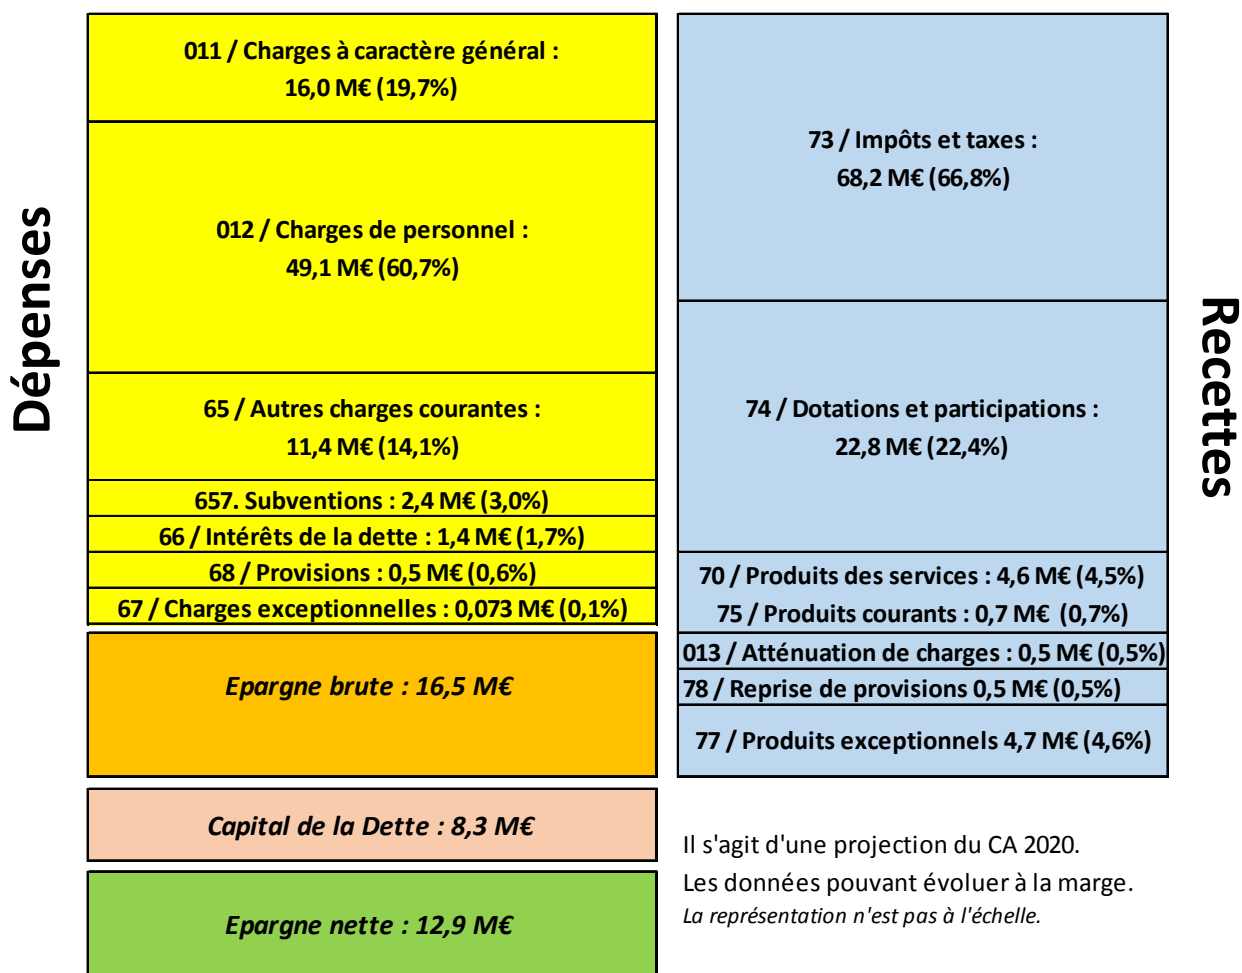 Dépenses
011 / Charges à caractère général :
16,0 M€ (19,7%)
012 / Charges de personnel :
49,1 M€ (60,7%)
65 / Autres charges courantes :
11,4 M€ (14,1%)
657. Subventions : 2,4 M€ (3,0%)
66 / Intérêts de la dette : 1,4 M€ (1,7%)
68 / Provisions : 0,5 M€ (0,6%)
67 / Charges exceptionnelles : 0,073 M€ (0,1%)
Epargne brute : 16,5 M€
Capital de la Dette : 8,3 M€
Epargne nette : 12,9 M€
Recettes
73 / Impôts et taxes :
68,2 M€ (66,8%)
74 / Dotations et participations :
22,8 M€ (22,4%)
70 / Produits des services : 4,6 M€ (4,5%)
75 / Produits courants : 0,7 M€ (0,7%)
013 / Atténuation de charges : 0,5 M€ (0,5%)
78 / Reprise de provisions 0,5 M€ (0,5%)
77 / Produits exceptionnels 4,7 M€ (4,6%)
Il s'agit d'une projection du CA 2020.
Les données pouvant évoluer à la marge.
La représentation n'est pas à l'échelle.